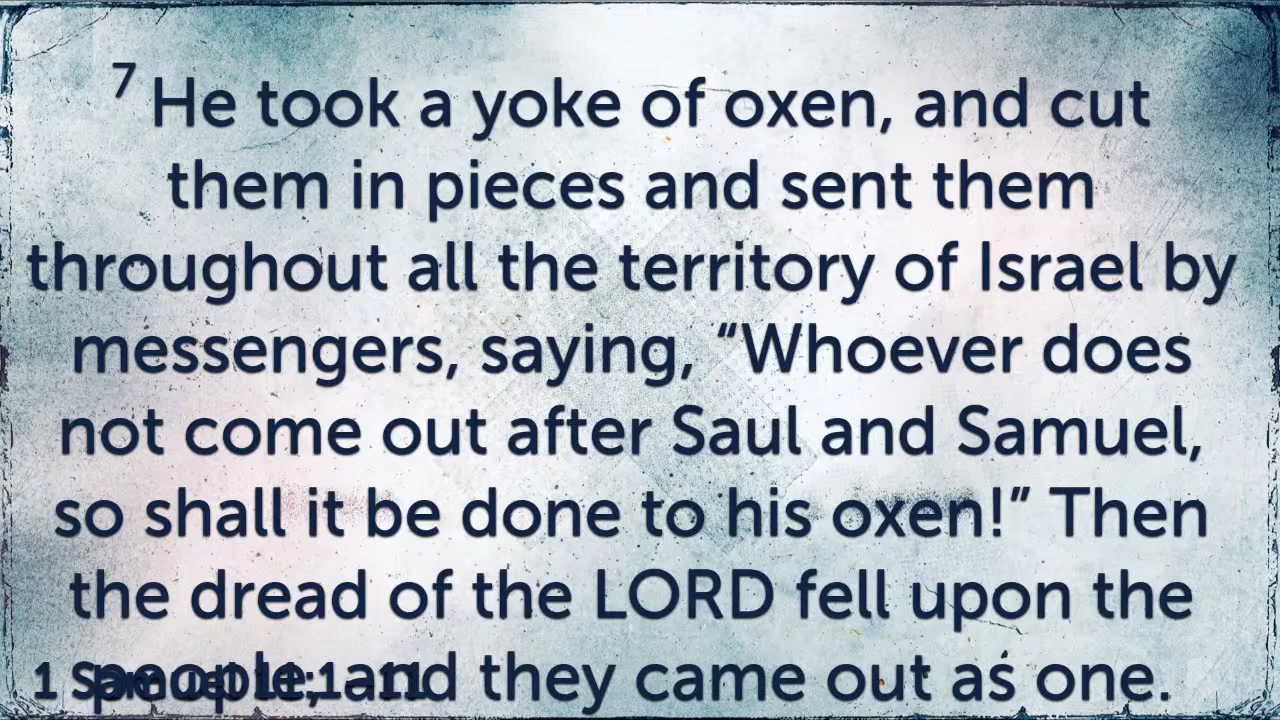 7 He took a yoke of oxen, and cut
them in pieces and sent them
throughout all the territory of Israel by
messengers, saying, “Whoever does
not come out after Saul and Samuel,
so shall it be done to his oxen!” Then
the dread of the LORD fell upon the
people, and they came out as one.
1 Samuel 11:1–11